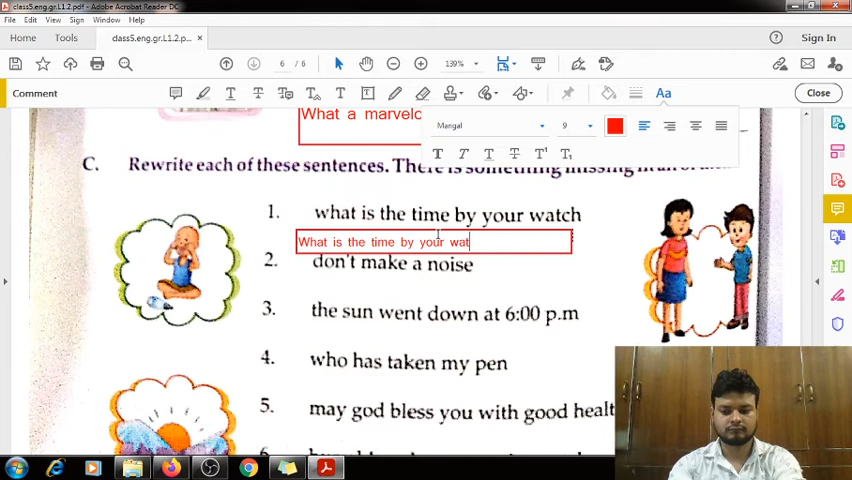 class5.eng.gr.L1.2.p.pdf - Adobe Acrobat Reader DC
File Edit View Sign Window Help
Home Tools class5.eng.gr.L1.2.p... × Sign In
6 / 6 139%
Comment Close
What a marvelo
Mangal 9
C. Rewrite each of these sentences. There is something missing in all of
1. what is the time by your watch
What is the time by your wat
2. don't make a noise
3. the sun went down at 6:00 p.m
4. who has taken my pen
5. may god bless you with good healt
6.